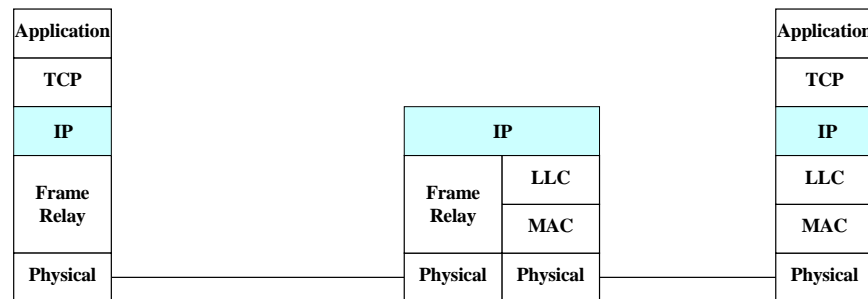 Application
TCP
IP
Frame
Relay
Physical
IP
Frame
Relay
LLC
MAC
Physical
Physical
Application
TCP
IP
LLC
MAC
Physical